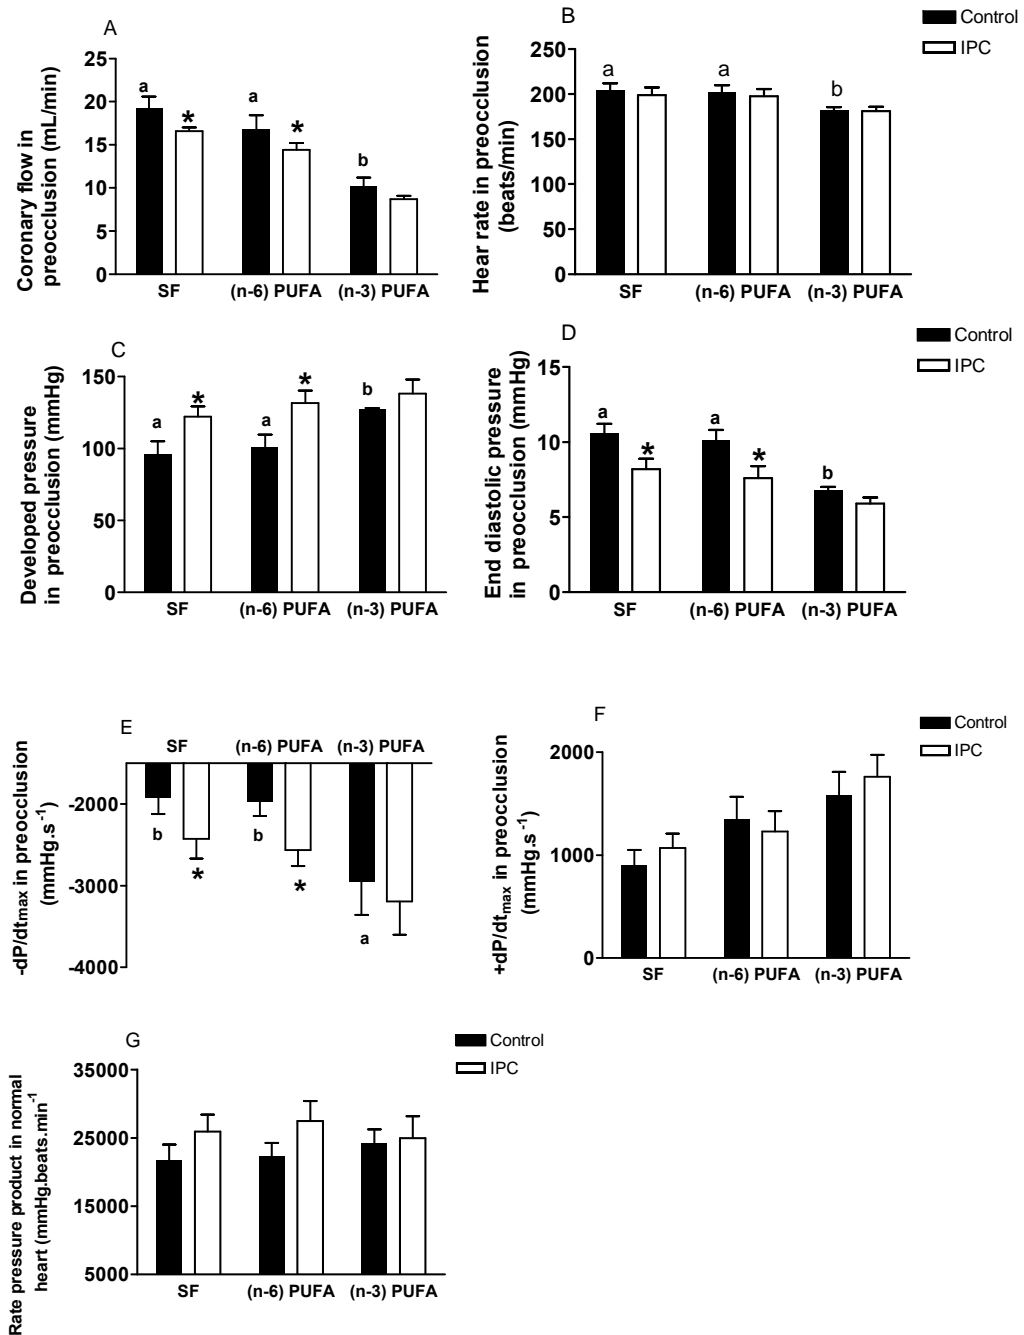 A
Coronary flow in
preocclusion (mL/min)
25
20
15
10
5
0
a
*
a
*
b
SF
(n-6) PUFA
(n-3) PUFA
B
Control
IPC
Hear rate in preocclusion
(beats/min)
250
200
150
100
50
0
a
a
b
SF
(n-6) PUFA
(n-3) PUFA
C
Developed pressure
in preocclusion (mmHg)
150
100
50
0
a
*
a
*
b
SF
(n-6) PUFA
(n-3) PUFA
D
Control
IPC
End diastolic pressure
in preocclusion (mmHg)
15
10
5
0
a
*
a
*
b
SF
(n-6) PUFA
(n-3) PUFA
E
-dP/dtmax in preocclusion
(mmHg.s-1)
SF
(n-6) PUFA
(n-3) PUFA
-2000
-3000
-4000
b
*
b
*
a
F
Control
IPC
+dP/dtmax in preocclusion
(mmHg.s-1)
2000
1000
0
SF
(n-6) PUFA
(n-3) PUFA
G
Control
IPC
Rate pressure product in normal
heart (mmHg.beats.min-1
35000
25000
15000
5000
SF
(n-6) PUFA
(n-3) PUFA